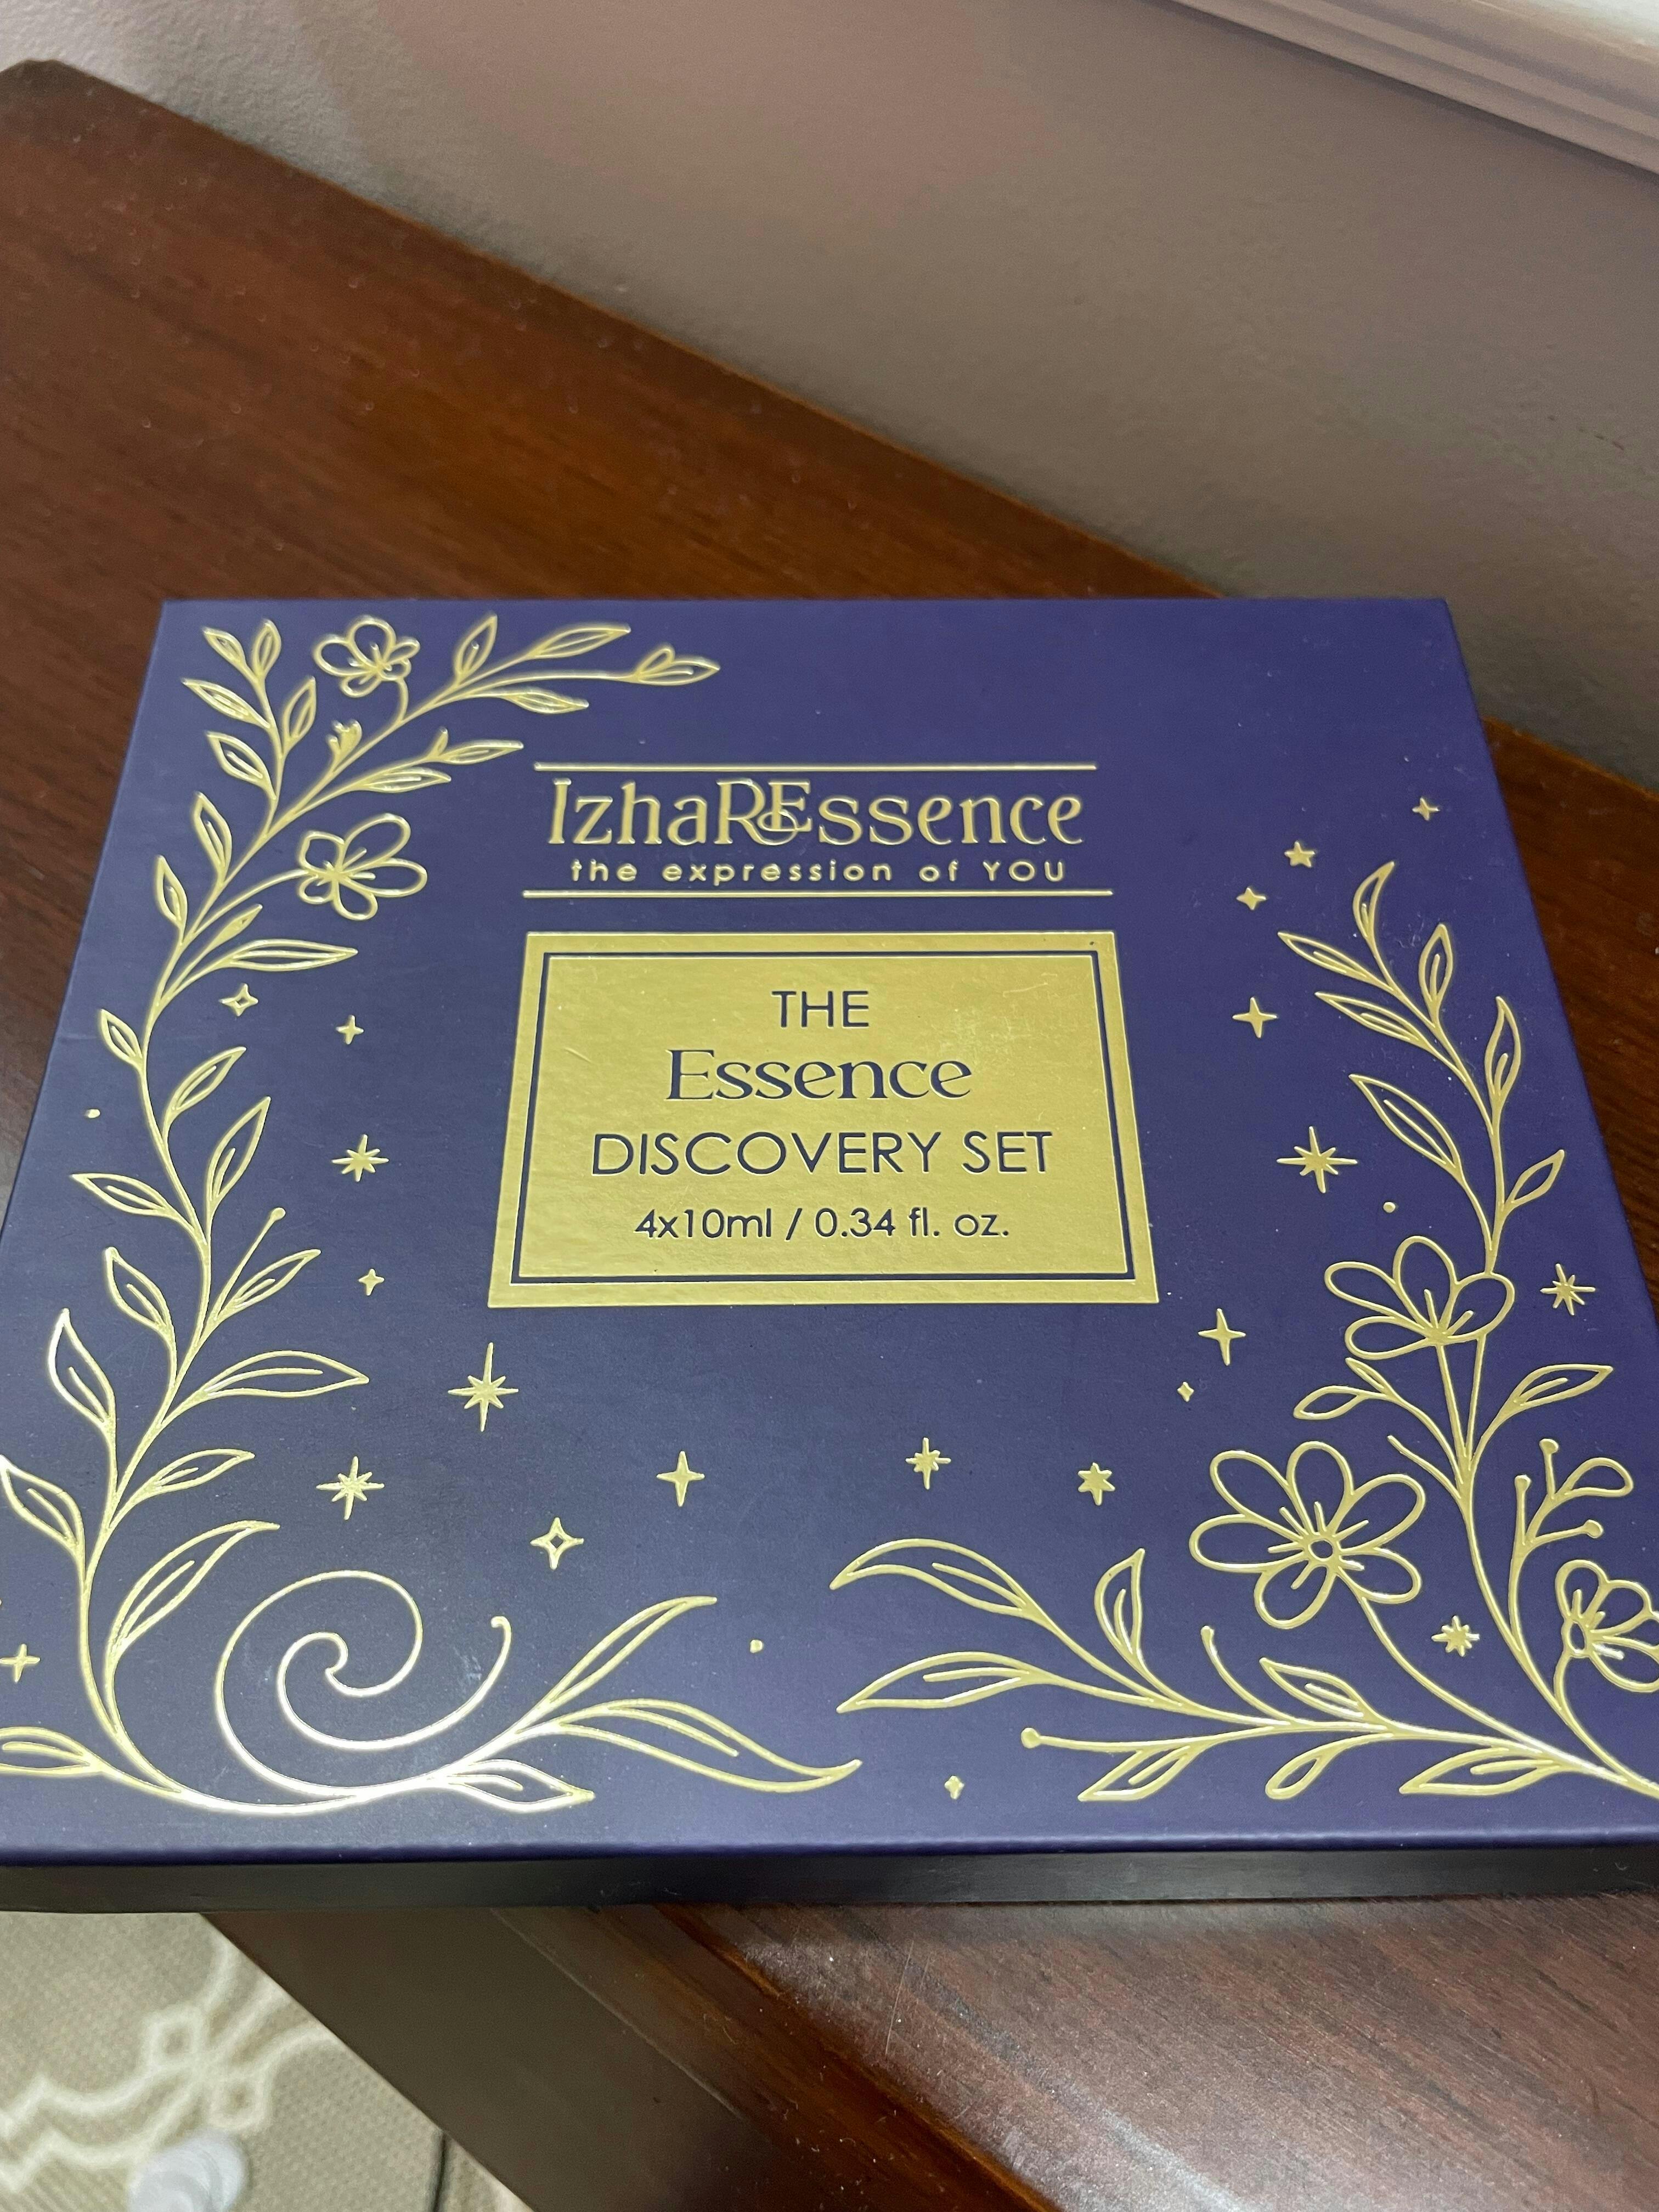 IzhaREssence
the expression of YOU
THE
Essence
DISCOVERY SET
4x10ml / 0.34 fl. oz.